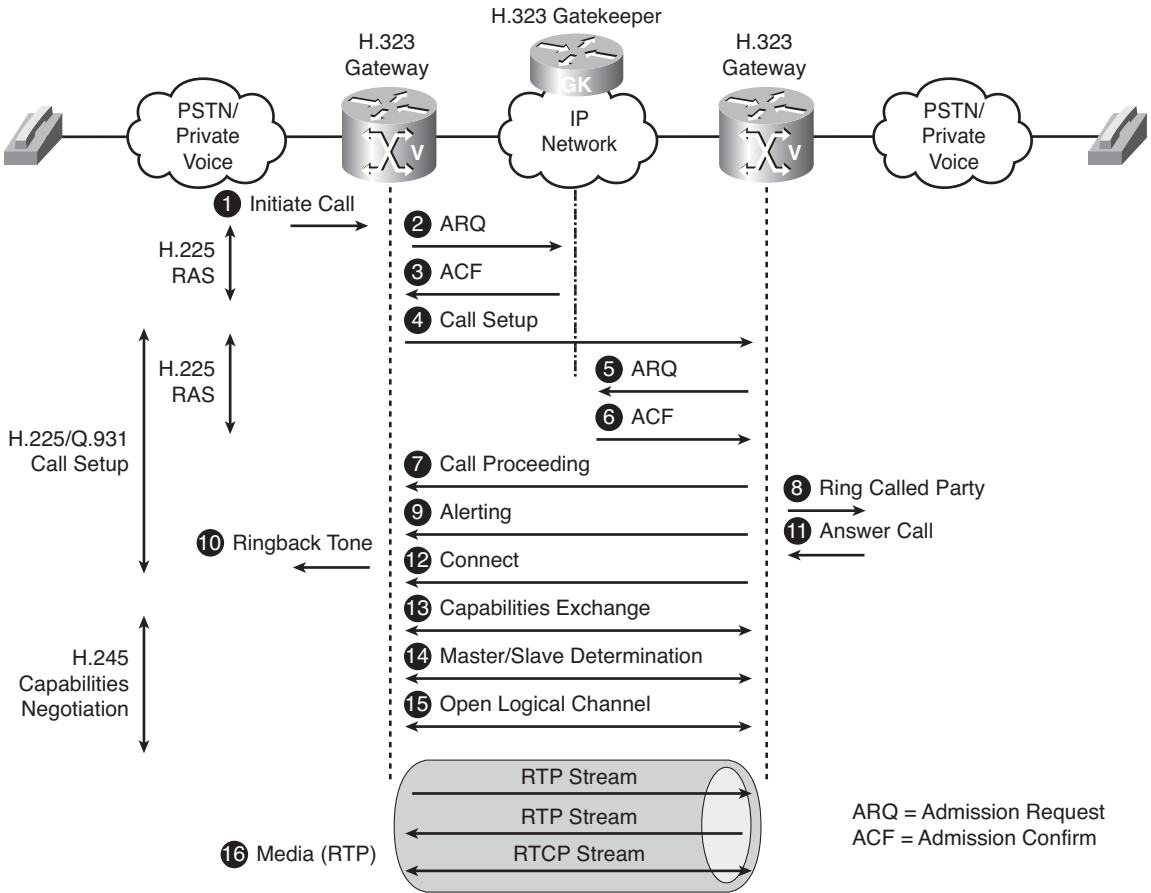 H.323 Gatekeeper
H.323
Gateway
H.323
Gateway
GK
PSTN/
Private
Voice
V
IP
Network
V
PSTN/
Private
Voice
1 Initiate Call
2 ARQ
H.225
RAS
3 ACF
4 Call Setup
H.225
RAS
5 ARQ
6 ACF
H.225/Q.931
Call Setup
7 Call Proceeding
8 Ring Called Party
9 Alerting
11 Answer Call
10 Ringback Tone
12 Connect
13 Capabilities Exchange
H.245
Capabilities
Negotiation
14 Master/Slave Determination
15 Open Logical Channel
RTP Stream
RTP Stream
RTCP Stream
16 Media (RTP)
ARQ = Admission Request
ACF = Admission Confirm